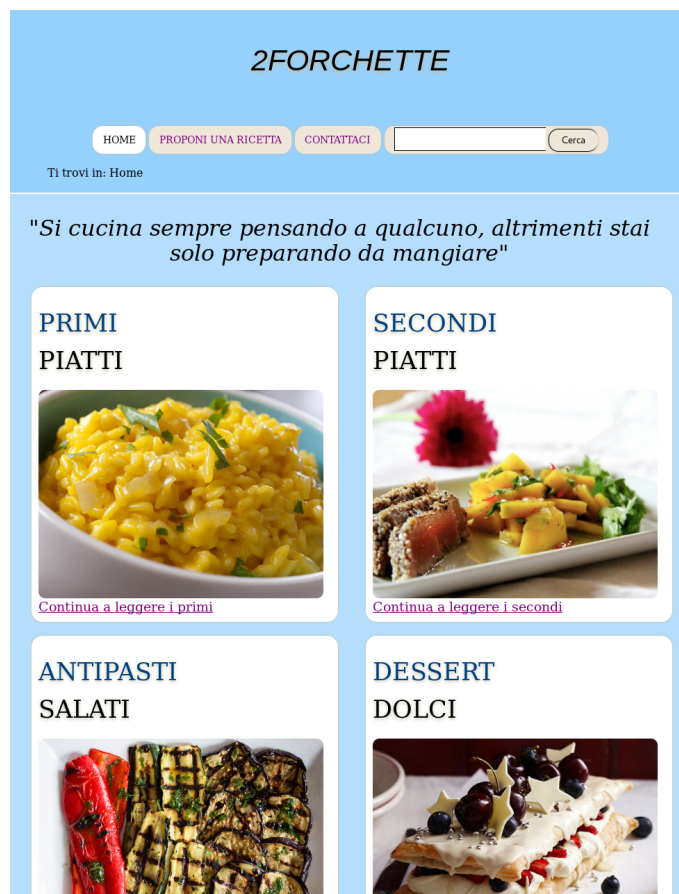 2FORCHETTE
HOME PROPONI UNA RICETTA CONTATTACI Cerca
Ti trovi in: Home
"Si cucina sempre pensando a qualcuno, altrimenti stai
solo preparando da mangiare"
PRIMI
PIATTI
Continua a leggere i primi
SECONDI
PIATTI
Continua a leggere i secondi
ANTIPASTI
SALATI
DESSERT
DOLCI